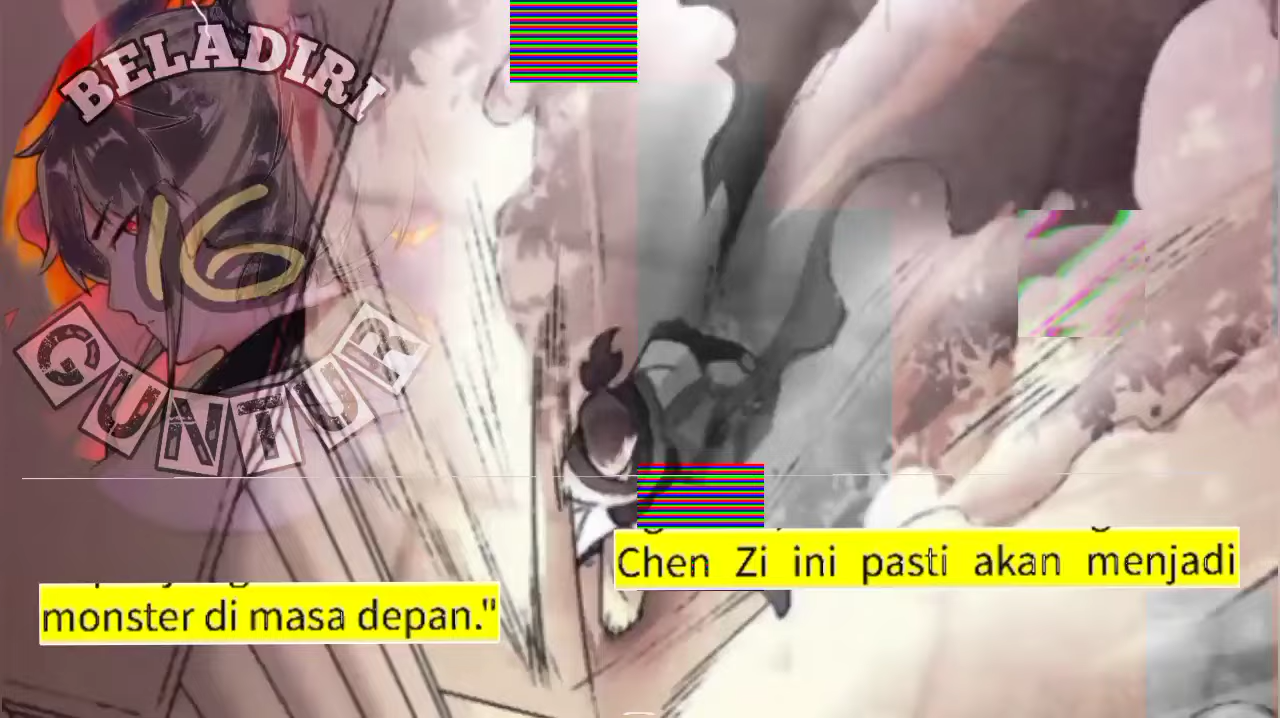 BELADIRI
16
GUNTUR
Chen Zi ini pasti akan menjadi
monster di masa depan."